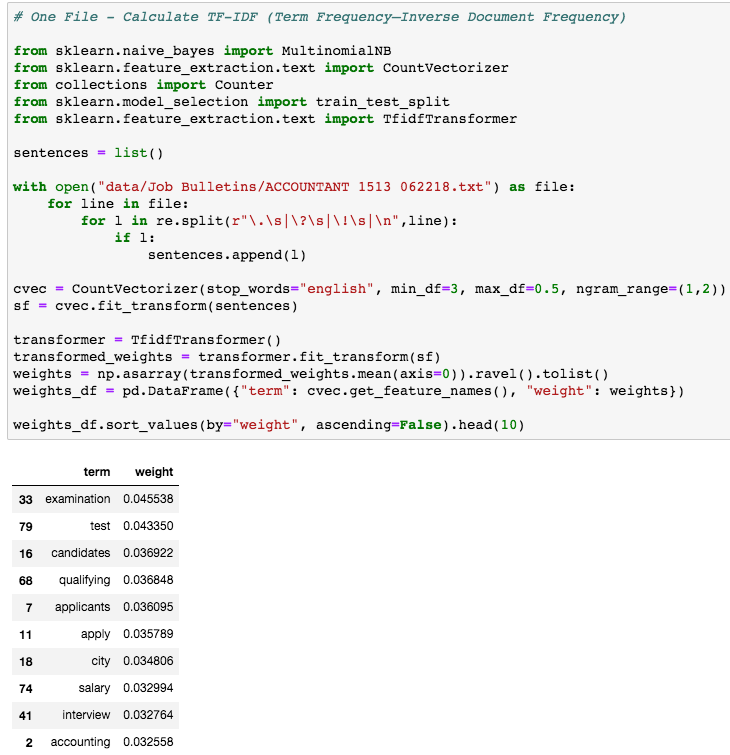 # One File - Calculate TF-IDF (Term Frequency–Inverse Document Frequency)
from sklearn.naive_bayes import MultinomialNB
from sklearn.feature_extraction.text import CountVectorizer
from collections import Counter
from sklearn.model_selection import train_test_split
from sklearn.feature_extraction.text import TfidfTransformer
sentences = list()
with open("data/Job Bulletins/ACCOUNTANT 1513 062218.txt") as file:
    for line in file:
        for l in re.split(r"\.\s|\?\s|\!\s|\n",line):
            if l:
                sentences.append(l)
cvec = CountVectorizer(stop_words="english", min_df=3, max_df=0.5, ngram_range=(1,2))
sf = cvec.fit_transform(sentences)
transformer = TfidfTransformer()
transformed_weights = transformer.fit_transform(sf)
weights = np.asarray(transformed_weights.mean(axis=0)).ravel().tolist()
weights_df = pd.DataFrame({"term": cvec.get_feature_names(), "weight": weights})
weights_df.sort_values(by="weight", ascending=False).head(10)
term weight
33 examination 0.045538
79 test 0.043350
16 candidates 0.036922
68 qualifying 0.036848
7 applicants 0.036095
11 apply 0.035789
18 city 0.034806
74 salary 0.032994
41 interview 0.032764
2 accounting 0.032558